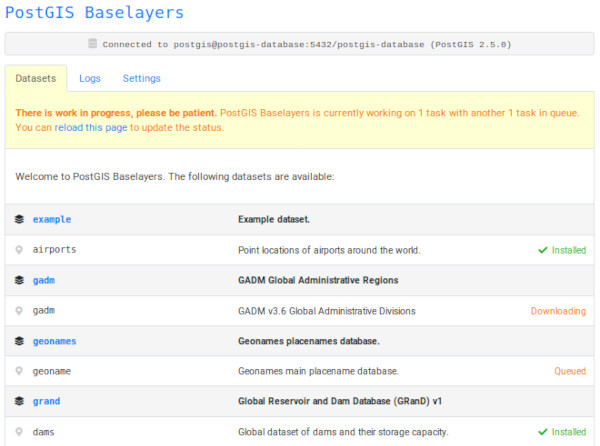 PostGIS Baselayers
Connected to postgis@postgis-database:5432/postgis-database (PostGIS 2.5.0)
Datasets Logs Settings
There is work in progress, please be patient. PostGIS Baselayers is currently working on 1 task with another 1 task in queue.
You can reload this page to update the status.
Welcome to PostGIS Baselayers. The following datasets are available:
example Example dataset.
airports Point locations of airports around the world. Installed
gadm GADM Global Administrative Regions
gadm GADM v3.6 Global Administrative Divisions Downloading
geonames Geonames placenames database.
geoname Geonames main placename database. Queued
grand Global Reservoir and Dam Database (GRanD) v1
dams Global dataset of dams and their storage capacity. Installed